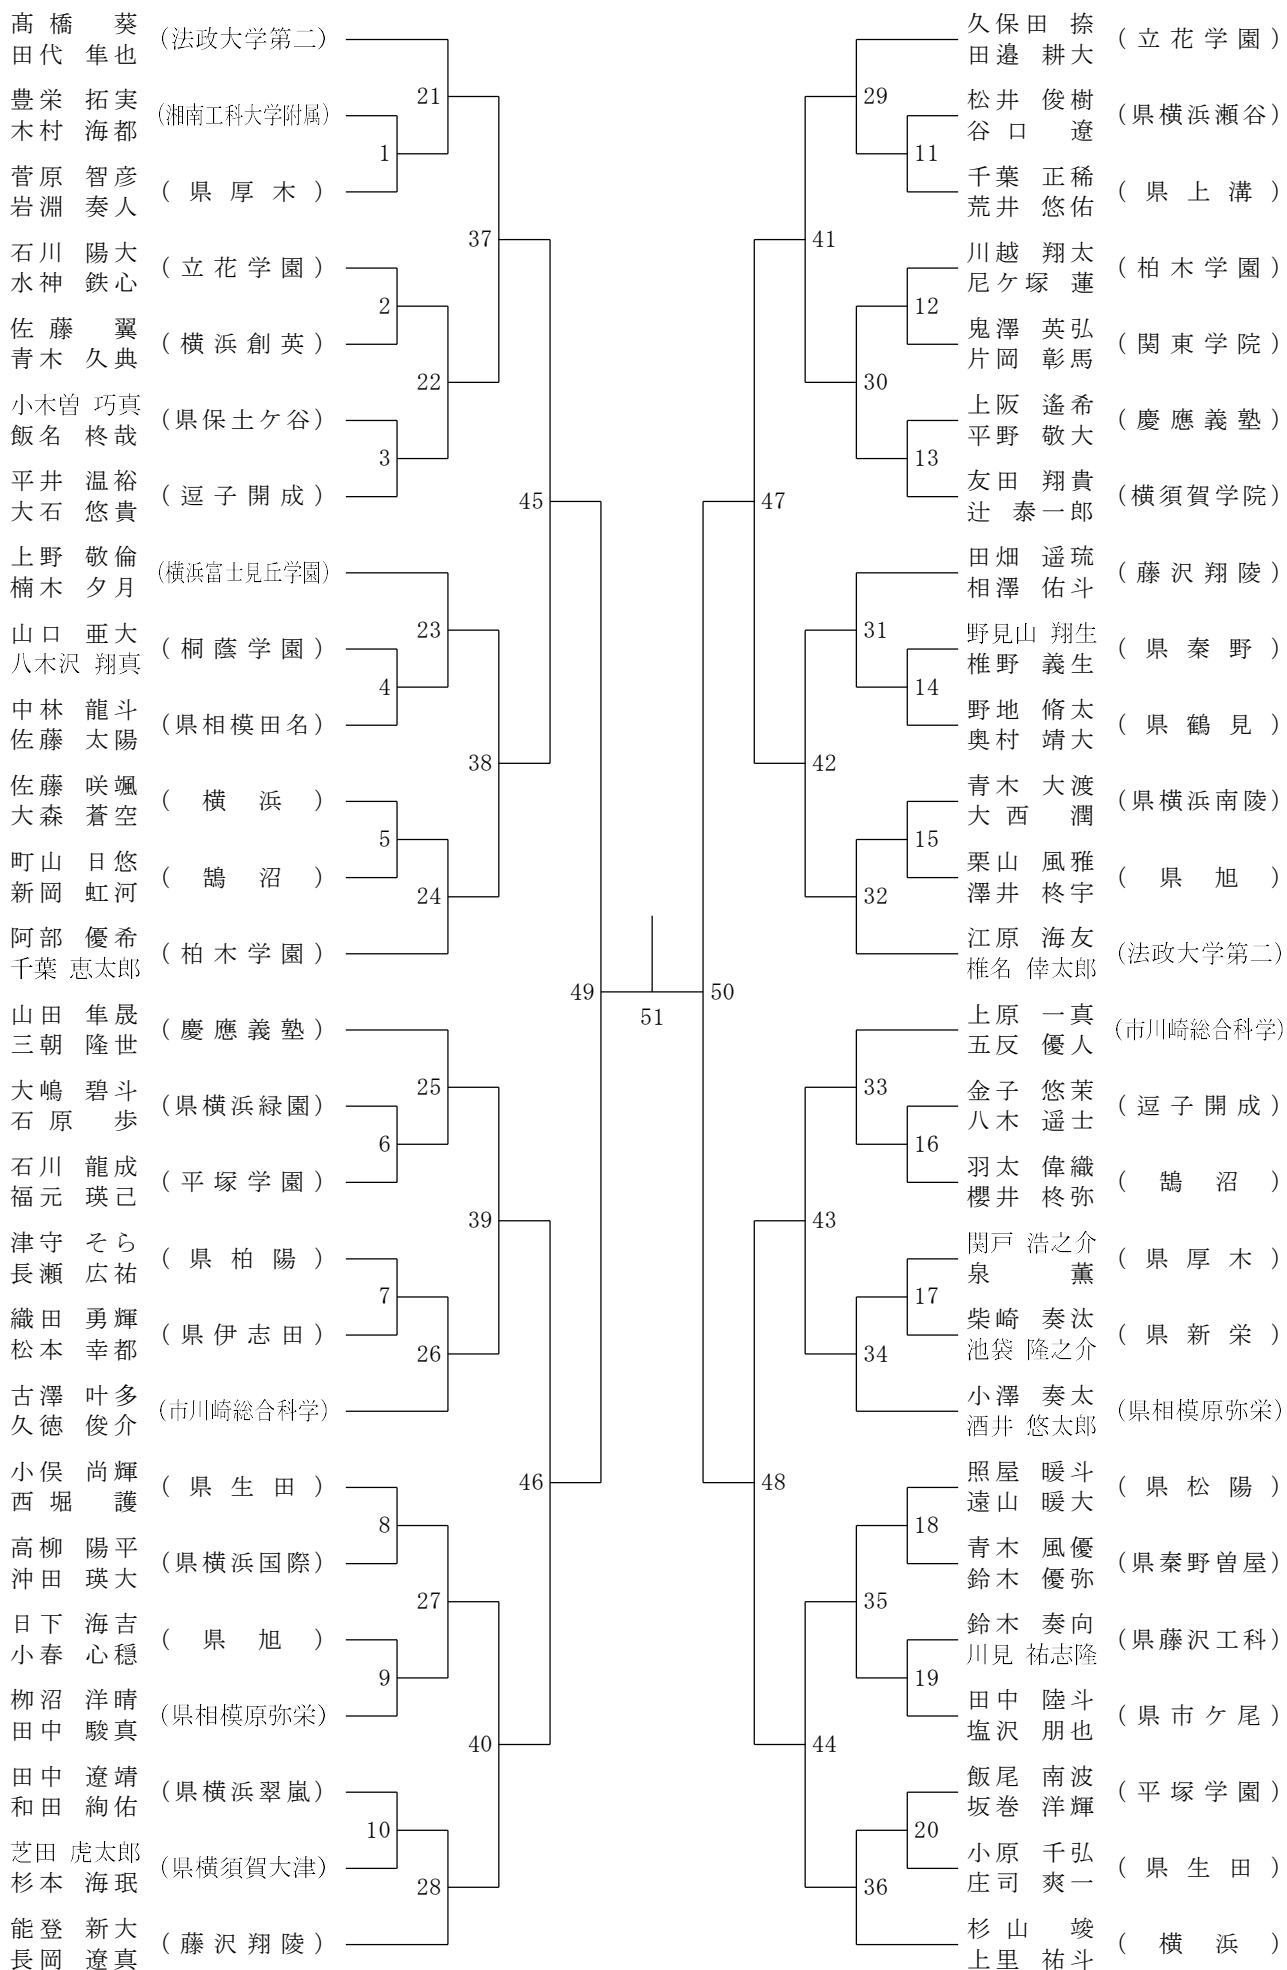 髙橋 葵
田代 隼也
(法政大学第二)
豊栄 拓実
木村 海都
(湘南工科大学附属)
菅原 智彦
岩淵 奏人
(県厚木)
石川 陽大
水神 鉄心
(立花学園)
佐藤 翼
青木 久典
(横浜創英)
小木曽 巧真
飯名 柊哉
(県保土ケ谷)
平井 温裕
大石 悠貴
(逗子開成)
上野 敬倫
楠木 夕月
(横浜富士見丘学園)
山口 亜大
八木沢 翔真
(桐蔭学園)
中林 龍斗
佐藤 太陽
(県相模田名)
佐藤 咲颯
大森 蒼空
(横浜)
町山 日悠
新岡 虹河
(鵠沼)
阿部 優希
千葉 恵太郎
(柏木学園)
山田 隼晟
三朝 隆世
(慶應義塾)
大嶋 碧斗
石原 歩
(県横浜緑園)
石川 龍成
福元 瑛己
(平塚学園)
津守 そら
長瀬 広祐
(県柏陽)
織田 勇輝
松本 幸都
(県伊志田)
古澤 叶多
久徳 俊介
(市川崎総合科学)
小俣 尚輝
西堀 護
(県生田)
高柳 陽平
沖田 瑛大
(県横浜国際)
日下 海吉
小春 心穏
(県旭)
栁沼 洋晴
田中 駿真
(県相模原弥栄)
田中 遼靖
和田 絢佑
(県横浜翠嵐)
芝田 虎太郎
杉本 海珉
(県横須賀大津)
能登 新大
長岡 遼真
(藤沢翔陵)
21
1
37
2
22
3
45
23
4
38
5
24
49
25
6
39
7
26
46
8
27
9
40
10
28
51
50
29
11
41
12
30
13
47
31
14
42
15
32
33
16
43
17
34
48
18
35
19
44
20
36
久保田 捺
田邉 耕大
(立花学園)
松井 俊樹
谷口 遼
(県横浜瀬谷)
千葉 正稀
荒井 悠佑
(県上溝)
川越 翔太
尼ケ塚 蓮
(柏木学園)
鬼澤 英弘
片岡 彰馬
(関東学院)
上阪 遙希
平野 敬大
(慶應義塾)
友田 翔貴
辻 泰一郎
(横須賀学院)
田畑 遥琉
相澤 佑斗
(藤沢翔陵)
野見山 翔生
椎野 義生
(県秦野)
野地 脩太
奥村 靖大
(県鶴見)
青木 大渡
大西 潤
(県横浜南陵)
栗山 風雅
澤井 柊宇
(県旭)
江原 海友
椎名 倖太郎
(法政大学第二)
上原 一真
五反 優人
(市川崎総合科学)
金子 悠茉
八木 遥士
(逗子開成)
羽太 偉織
櫻井 柊弥
(鵠沼)
関戸 浩之介
泉 薫
(県厚木)
柴崎 奏汰
池袋 隆之介
(県新栄)
小澤 奏太
酒井 悠太郎
(県相模原弥栄)
照屋 暖斗
遠山 暖大
(県松陽)
青木 風優
鈴木 優弥
(県秦野曽屋)
鈴木 奏向
川見 祐志隆
(県藤沢工科)
田中 陸斗
塩沢 朋也
(県市ケ尾)
飯尾 南波
坂巻 洋輝
(平塚学園)
小原 千弘
庄司 爽一
(県生田)
杉山 竣
上里 祐斗
(横浜)